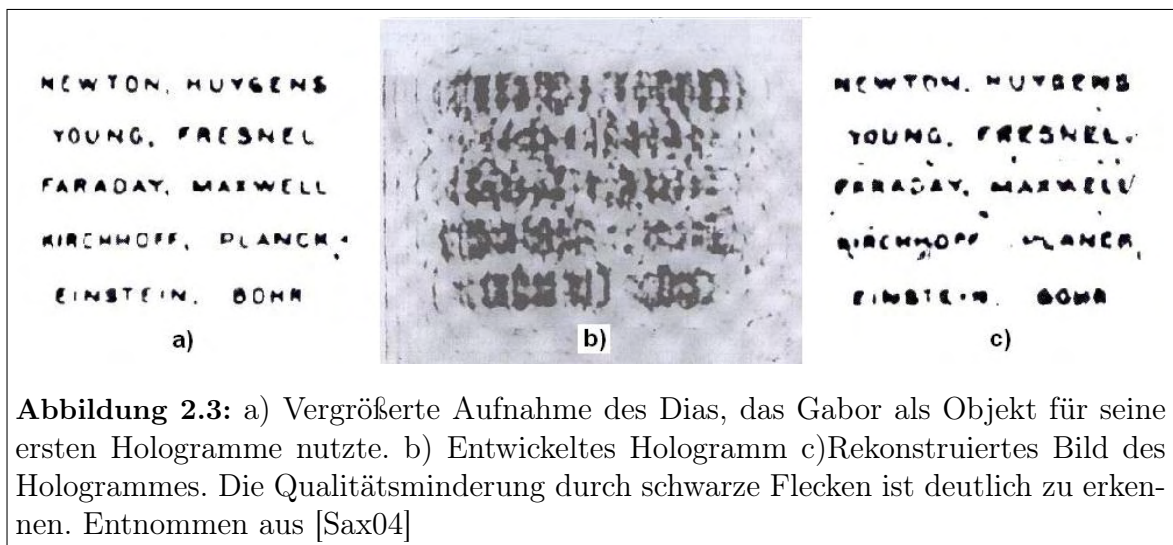 NEWTON, HUYGENS
YOUNG, FRESNEL
FARADAY, MAXWELL
KIRCHHOFF, PLANCK.
EINSTEIN, BOHR
a)
b)
NEWTON. HUYGENS
YOUNG, FRESNEL.
FARADAY, MAXWELL
KIRCHHOFF PLANCK,
EINSTEIN. BOHR
c)
Abbildung 2.3: a) Vergrößerte Aufnahme des Dias, das Gabor als Objekt für seine
ersten Hologramme nutzte. b) Entwickeltes Hologramm c)Rekonstruiertes Bild des
Hologrammes. Die Qualitätsminderung durch schwarze Flecken ist deutlich zu erken-
nen. Entnommen aus [Sax04]